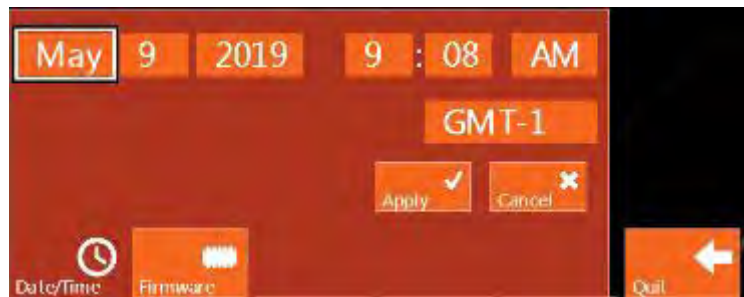 May 9 2019 9 : 08 AM
GMT-1
Apply Cancel
Date/Time Firmware Quit